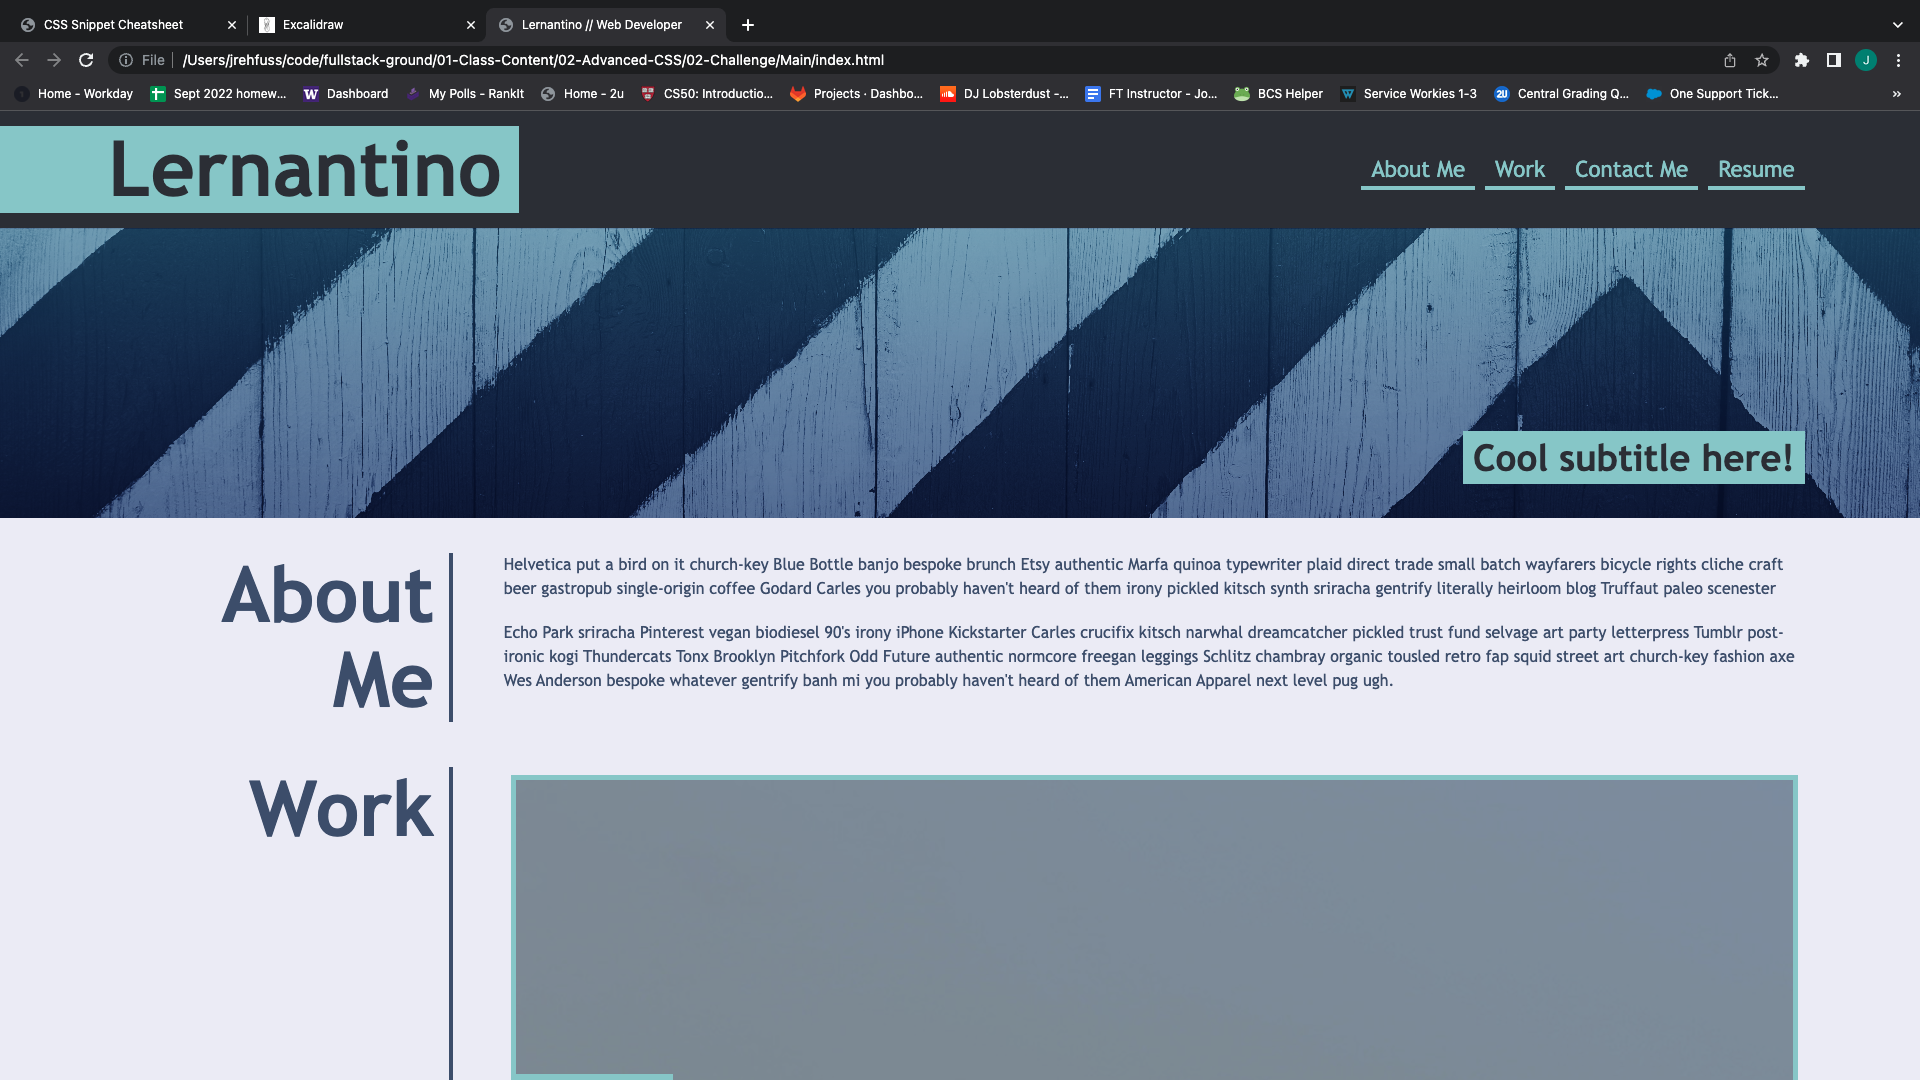 CSS Snippet Cheatsheet
Excalidraw
Lernantino // Web Developer
File
/Users/jrehfuss/code/fullstack-ground/01-Class-Content/02-Advanced-CSS/02-Challenge/Main/index.html
J
Home - Workday
Sept 2022 homew...
W
Dashboard
My Polls - RankIt
Home - 2u
CS50: Introductio...
Projects · Dashbo...
DJ Lobsterdust -...
FT Instructor - Jo...
BCS Helper
W
Service Workies 1-3
2U
Central Grading Q...
One Support Tick...
»
Lernantino
About Me
Work
Contact Me
Resume
Cool subtitle here!
About
Me
Helvetica put a bird on it church-key Blue Bottle banjo bespoke brunch Etsy authentic Marfa quinoa typewriter plaid direct trade small batch wayfarers bicycle rights cliche craft
beer gastropub single-origin coffee Godard Carles you probably haven't heard of them irony pickled kitsch synth sriracha gentrify literally heirloom blog Truffaut paleo scenester
Echo Park sriracha Pinterest vegan biodiesel 90's irony iPhone Kickstarter Carles crucifix kitsch narwhal dreamcatcher pickled trust fund selvage art party letterpress Tumblr post-
ironic kogi Thundercats Tonx Brooklyn Pitchfork Odd Future authentic normcore freegan leggings Schlitz chambray organic tousled retro fap squid street art church-key fashion axe
Wes Anderson bespoke whatever gentrify banh mi you probably haven't heard of them American Apparel next level pug ugh.
Work